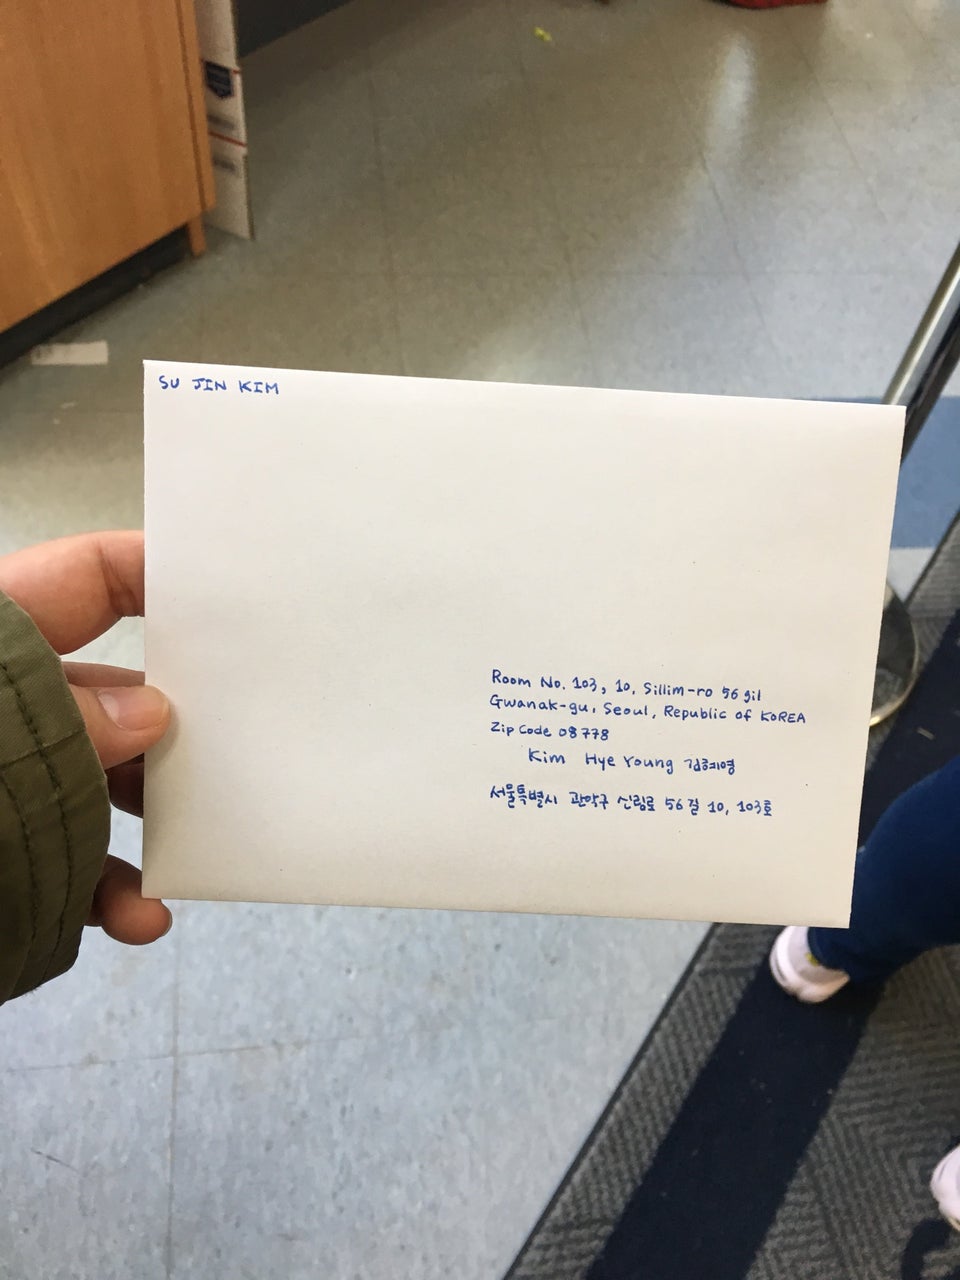 SU JIN KIM
Room No. 103, 10, Sillim-ro 56 gil
Gwanak-gu, Seoul, Republic of KOREA
Zip Code 08778
Kim Hye Young 김혜영
서울특별시 관악구 신림로 56길 10, 103호